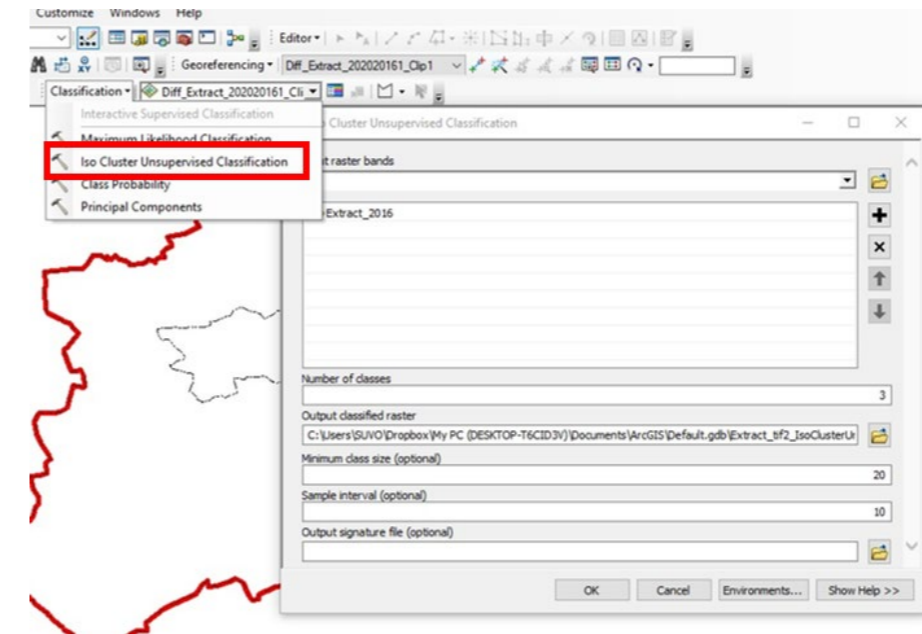 Customize Windows Help
Editor
Georeferencing Diff_Extract_202020161_Clip1
Classification Diff_Extract_202020161_Cli
Interactive Supervised Classification
Maximum Likelihood Classification
Iso Cluster Unsupervised Classification
Class Probability
Principal Components
Cluster Unsupervised Classification
raster bands
Extract_2016
Number of classes
3
Output classified raster
C:\Users\SUVO\Dropbox\My PC (DESKTOP-T6CID3V)\Documents\ArcGIS\Default.gdb\Extract_tif2_IsoClusterUr
Minimum class size (optional)
20
Sample interval (optional)
10
Output signature file (optional)
OK Cancel Environments... Show Help >>